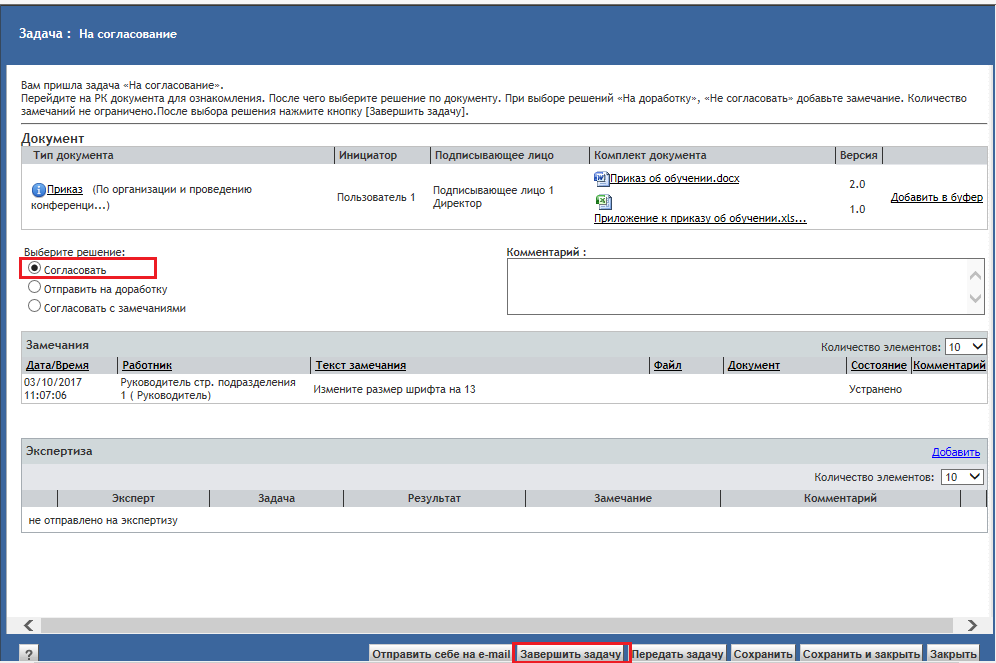 Задача : На согласование
Вам пришла задача «На согласование».
Перейдите на РК документа для ознакомления. После чего выберите решение по документу. При выборе решений «На доработку», «Не согласовать» добавьте замечание. Количество
замечаний не ограничено.После выбора решения нажмите кнопку [Завершить задачу].
Документ
Тип документа Инициатор Подписывающее лицо Комплект документа Версия
Приказ (По организации и проведению
конференци...)
Пользователь 1
Подписывающее лицо 1
Директор
Приказ об обучении.docx
2.0
Приложение к приказу об обучении.xls...
1.0
Добавить в буфер
Выберите решение:
Согласовать
Отправить на доработку
Согласовать с замечаниями
Комментарий :
Замечания
Количество элементов: 10
Дата/Время Работник Текст замечания Файл Документ Состояние Комментарий
03/10/2017
11:07:06
Руководитель стр. подразделения
1 ( Руководитель)
Измените размер шрифта на 13
Устранено
Экспертиза
Добавить
Количество элементов: 10
Эксперт Задача Результат Замечание Комментарий
не отправлено на экспертизу
? Отправить себе на e-mail Завершить задачу Передать задачу Сохранить Сохранить и закрыть Закрыть